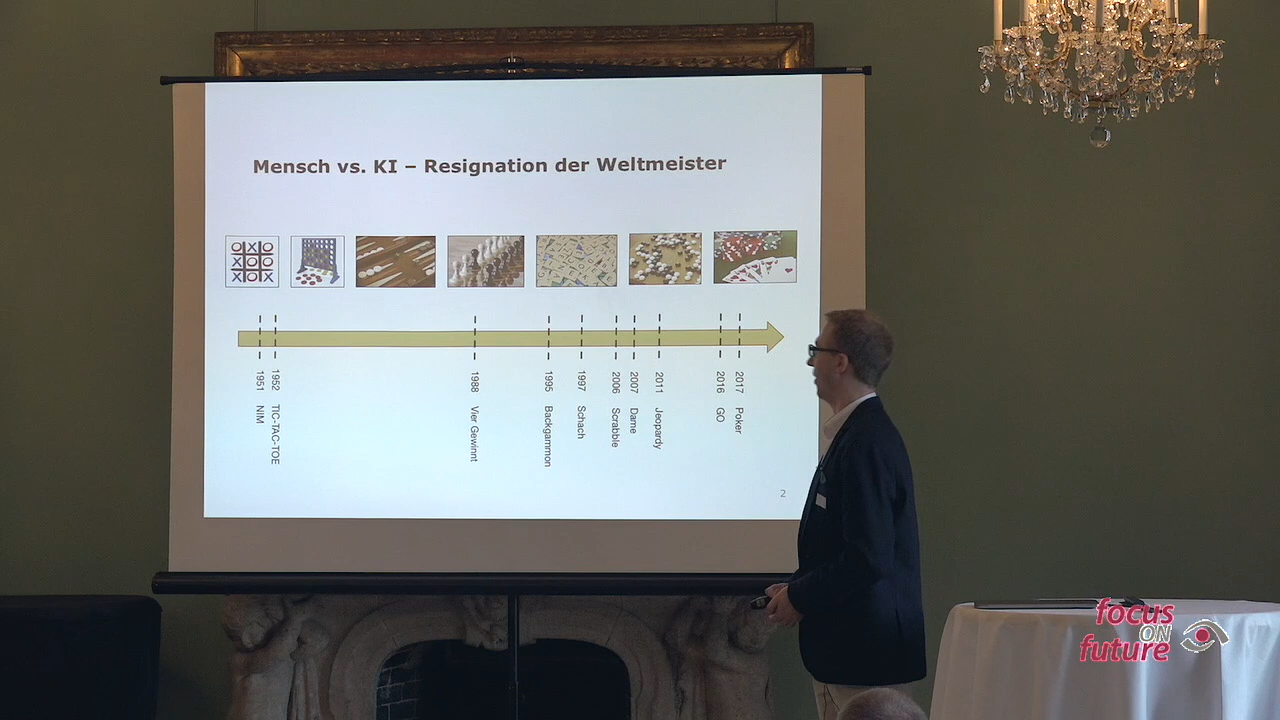 Mensch vs. KI – Resignation der Weltmeister
1951 NIM
1952 TIC-TAC-TOE
1988 Vier Gewinnt
1995 Backgammon
1997 Schach
2006 Scrabble
2007 Dame
2011 Jeopardy
2016 GO
2017 Poker
2
focus
ON
future